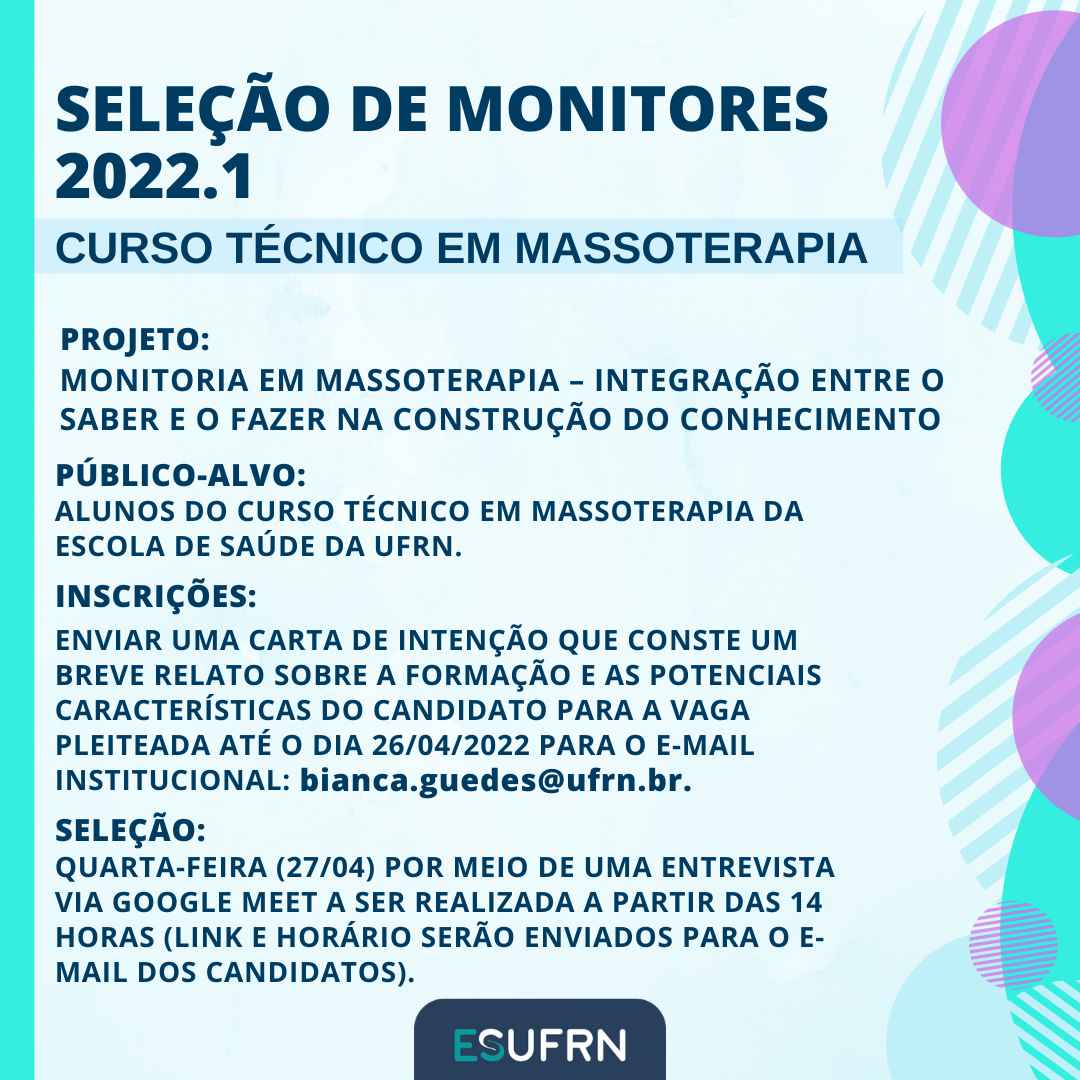 SELEÇÃO DE MONITORES
2022.1
CURSO TÉCNICO EM MASSOTERAPIA
PROJETO:
MONITORIA EM MASSOTERAPIA – INTEGRAÇÃO ENTRE O
SABER E O FAZER NA CONSTRUÇÃO DO CONHECIMENTO
PÚBLICO-ALVO:
ALUNOS DO CURSO TÉCNICO EM MASSOTERAPIA DA
ESCOLA DE SAÚDE DA UFRN.
INSCRIÇÕES:
ENVIAR UMA CARTA DE INTENÇÃO QUE CONSTE UM
BREVE RELATO SOBRE A FORMAÇÃO E AS POTENCIAIS
CARACTERÍSTICAS DO CANDIDATO PARA A VAGA
PLEITEADA ATÉ O DIA 26/04/2022 PARA O E-MAIL
INSTITUCIONAL: bianca.guedes@ufrn.br.
SELEÇÃO:
QUARTA-FEIRA (27/04) POR MEIO DE UMA ENTREVISTA
VIA GOOGLE MEET A SER REALIZADA A PARTIR DAS 14
HORAS (LINK E HORÁRIO SERÃO ENVIADOS PARA O E-
MAIL DOS CANDIDATOS).
ESUFRN